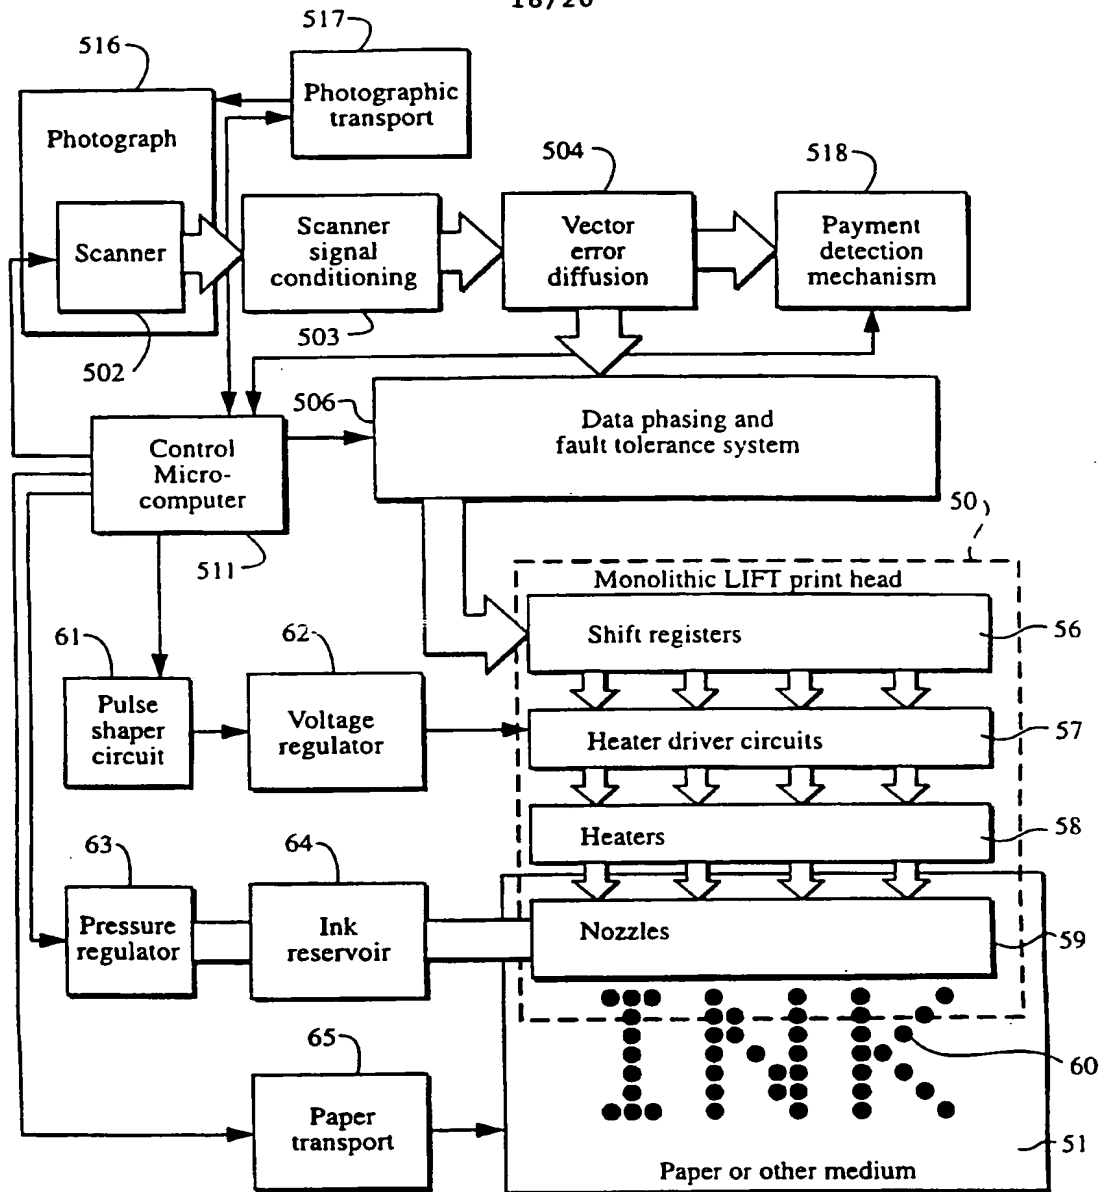 18/20
517
516
Photographic
transport
Photograph
504
518
Scanner
Scanner
signal
conditioning
Vector
error
diffusion
Payment
detection
mechanism
503
502
506
Data phasing and
fault tolerance system
Control
Micro-
computer
50
511
Monolithic LIFT print head
61
62
Shift registers
56
Pulse
shaper
circuit
Voltage
regulator
Heater driver circuits
57
63
64
Heaters
58
Pressure
regulator
Ink
reservoir
Nozzles
59
65
INK
60
Paper
transport
51
Paper or other medium